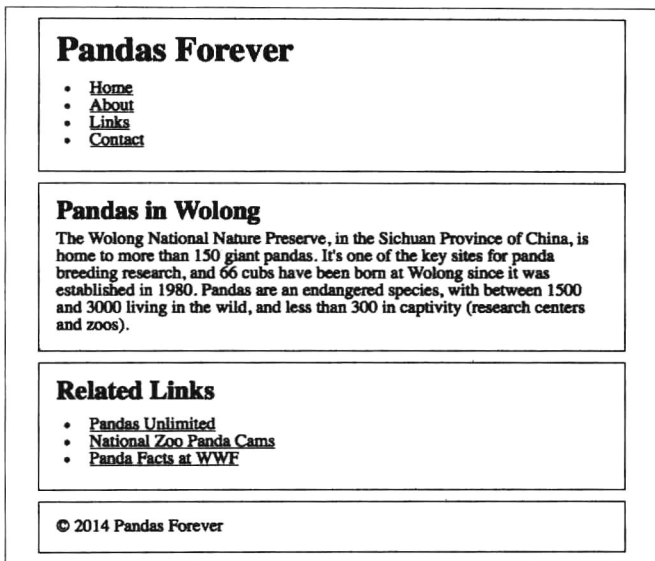 Pandas Forever
• Home
• About
• Links
• Contact
Pandas in Wolong
The Wolong National Nature Preserve, in the Sichuan Province of China, is
home to more than 150 giant pandas. It's one of the key sites for panda
breeding research, and 66 cubs have been born at Wolong since it was
established in 1980. Pandas are an endangered species, with between 1500
and 3000 living in the wild, and less than 300 in captivity (research centers
and zoos).
Related Links
• Pandas Unlimited
• National Zoo Panda Cams
• Panda Facts at WWF
© 2014 Pandas Forever